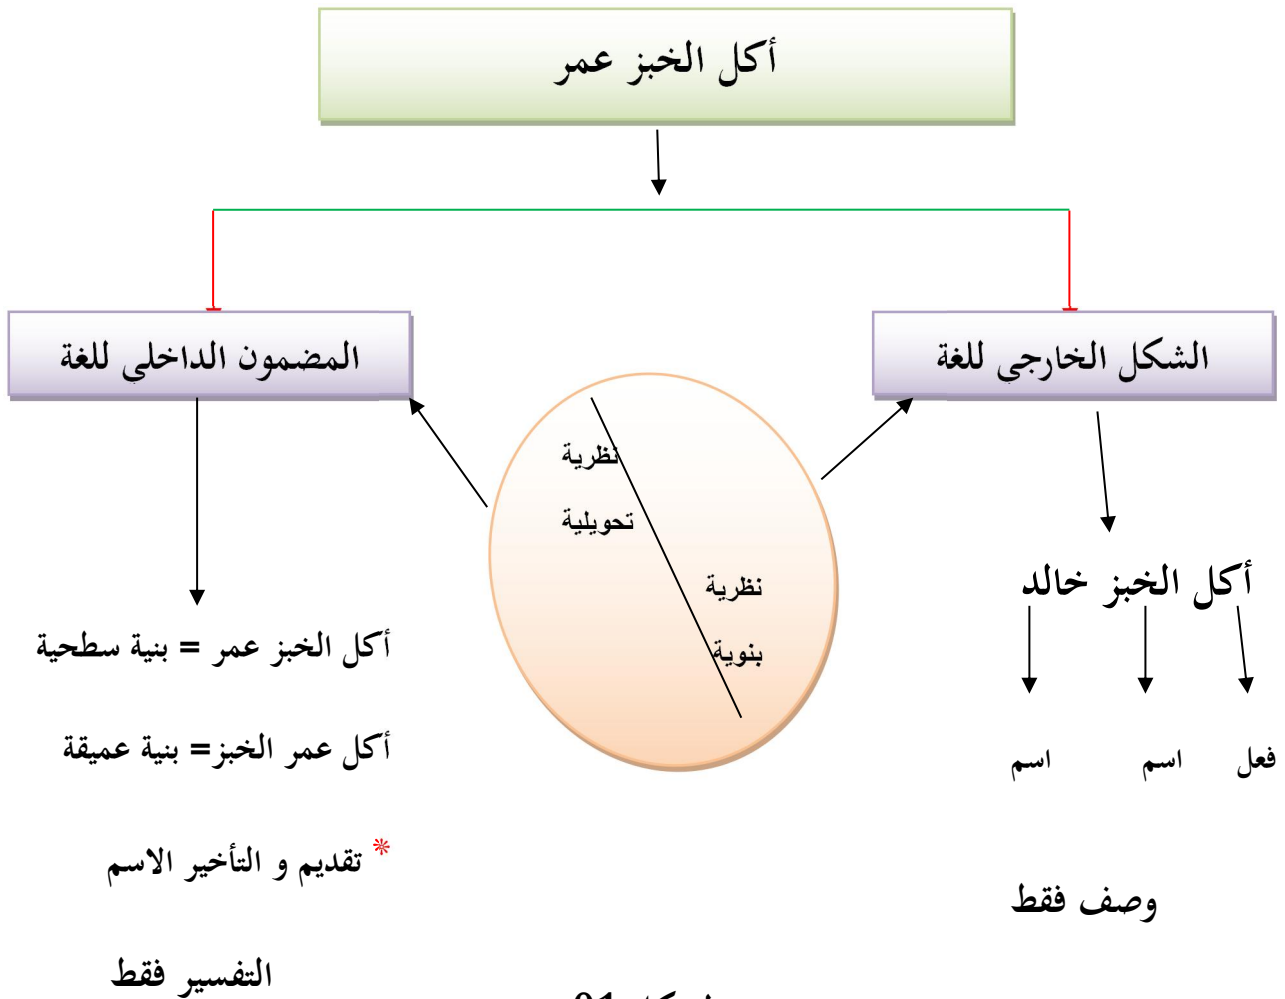 أكل الخبز عمر
الشكل الخارجي للغة
المضمون الداخلي للغة
نظرية
تحويلية
نظرية
بنوية
أكل الخبز خالد
فعل اسم اسم
وصف فقط
أكل الخبز عمر = بنية سطحية
أكل عمر الخبز= بنية عميقة
* تقديم و التأخير الاسم
التفسير فقط